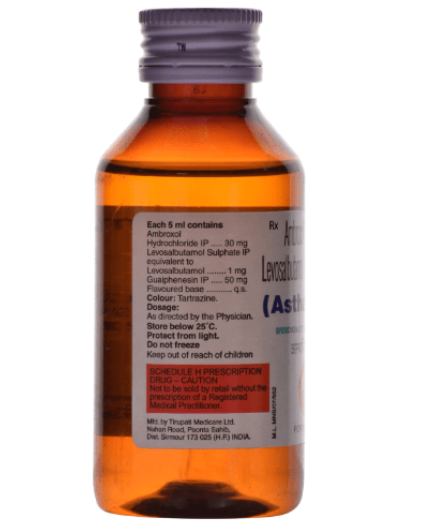 Each 5 ml contains
Ambroxol
Hydrochloride IP ..... 30 mg
Levosalbutamol Sulphate IP
equivalent to
Levosalbutamol ........ 1 mg
Guaiphenesin IP ..... 50 mg
Flavoured base ........... q.s.
Colour: Tartrazine.
Dosage:
As directed by the Physician.
Store below 25°C.
Protect from light.
Do not freeze
Keep out of reach of children
SCHEDULE H PRESCRIPTION
DRUG – CAUTION
Not to be sold by retail without the
prescription of a Registered
Medical Practitioner.
Mfd. by Tirupati Medicare Ltd.
Nahan Road, Paonta Sahib,
Dist. Sirmour 173 025 (H.P.) INDIA.
Rx
(Asth